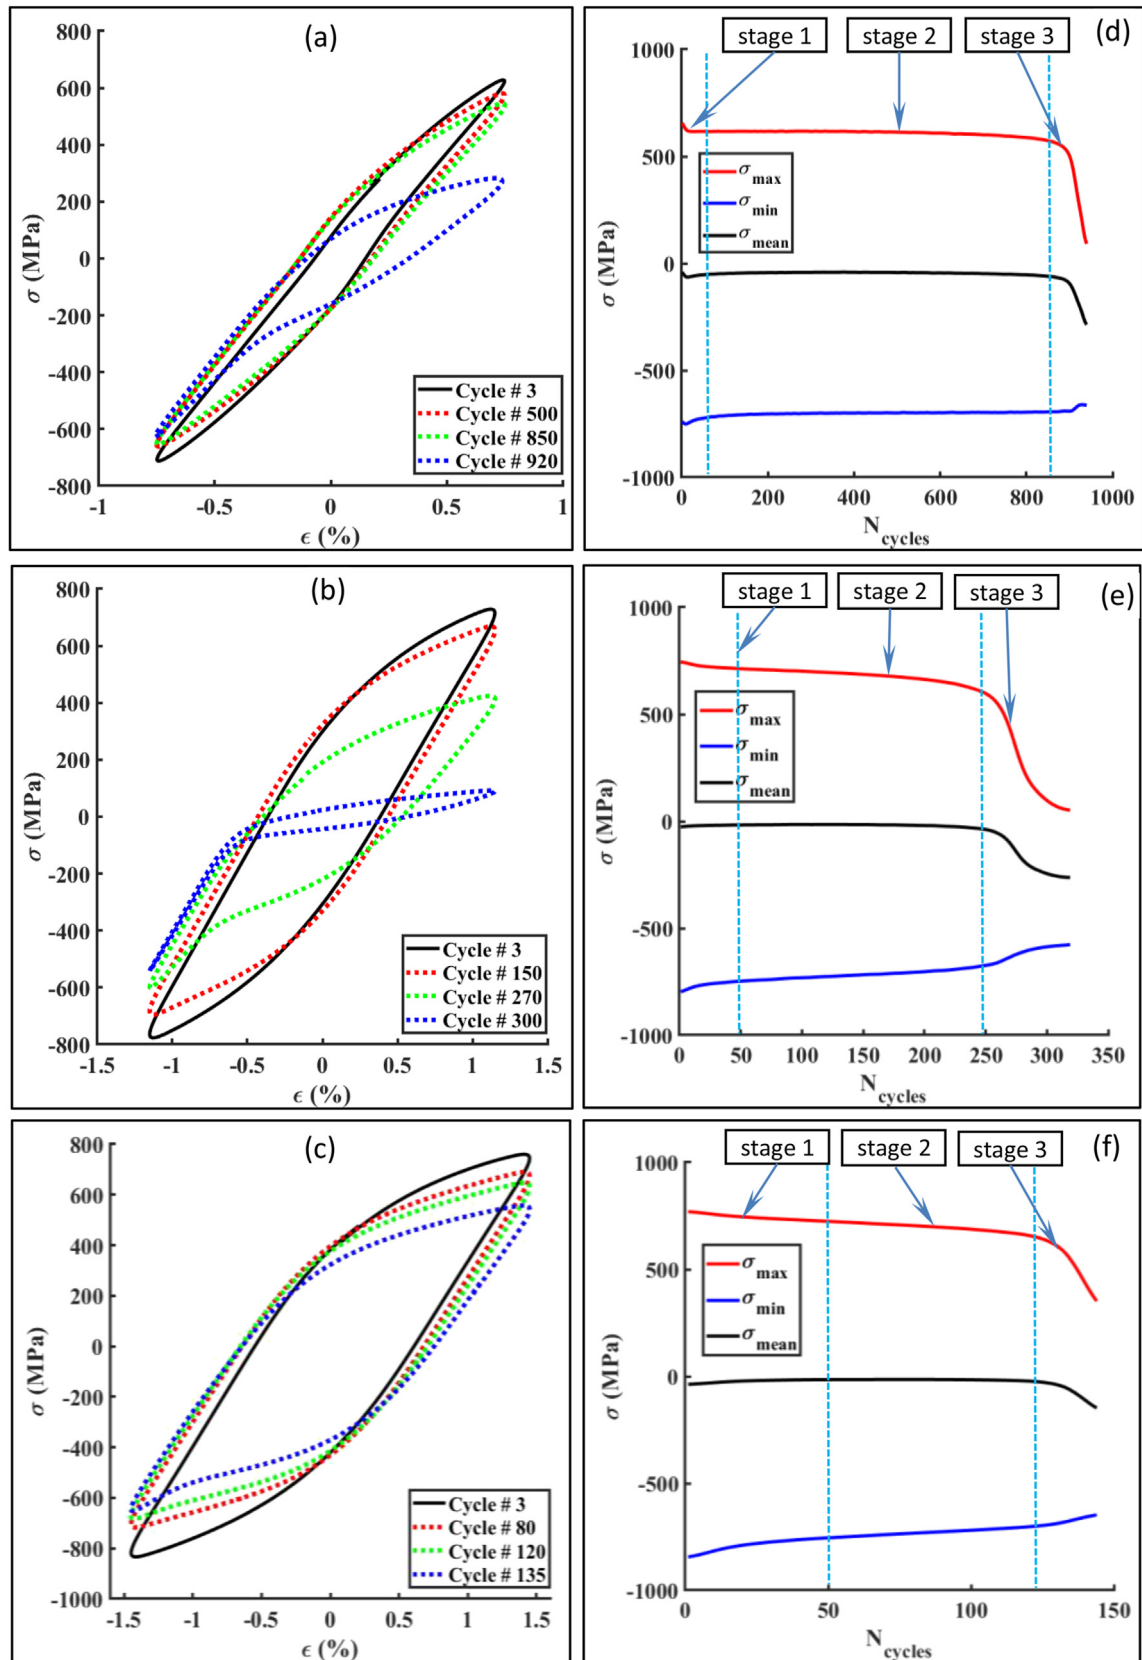 (a)
800
600
400
200
0
-200
-400
-600
-800
σ (MPa)
-1
-0.5
0
0.5
1
ϵ (%)
Cycle # 3
Cycle # 500
Cycle # 850
Cycle # 920
stage 1
stage 2
stage 3
(d)
1000
500
0
-500
-1000
σ (MPa)
σmax
σmin
σmean
0
200
400
600
800
1000
Ncycles
(b)
800
600
400
200
0
-200
-400
-600
-800
σ (MPa)
-1.5
-1
-0.5
0
0.5
1
1.5
ϵ (%)
Cycle # 3
Cycle # 150
Cycle # 270
Cycle # 300
stage 1
stage 2
stage 3
(e)
1000
500
0
-500
-1000
σ (MPa)
σmax
σmin
σmean
0
50
100
150
200
250
300
350
Ncycles
(c)
800
600
400
200
0
-200
-400
-600
-800
-1000
σ (MPa)
-1.5
-1
-0.5
0
0.5
1
1.5
ϵ (%)
Cycle # 3
Cycle # 80
Cycle # 120
Cycle # 135
stage 1
stage 2
stage 3
(f)
1000
500
0
-500
-1000
σ (MPa)
σmax
σmin
σmean
0
50
100
150
Ncycles